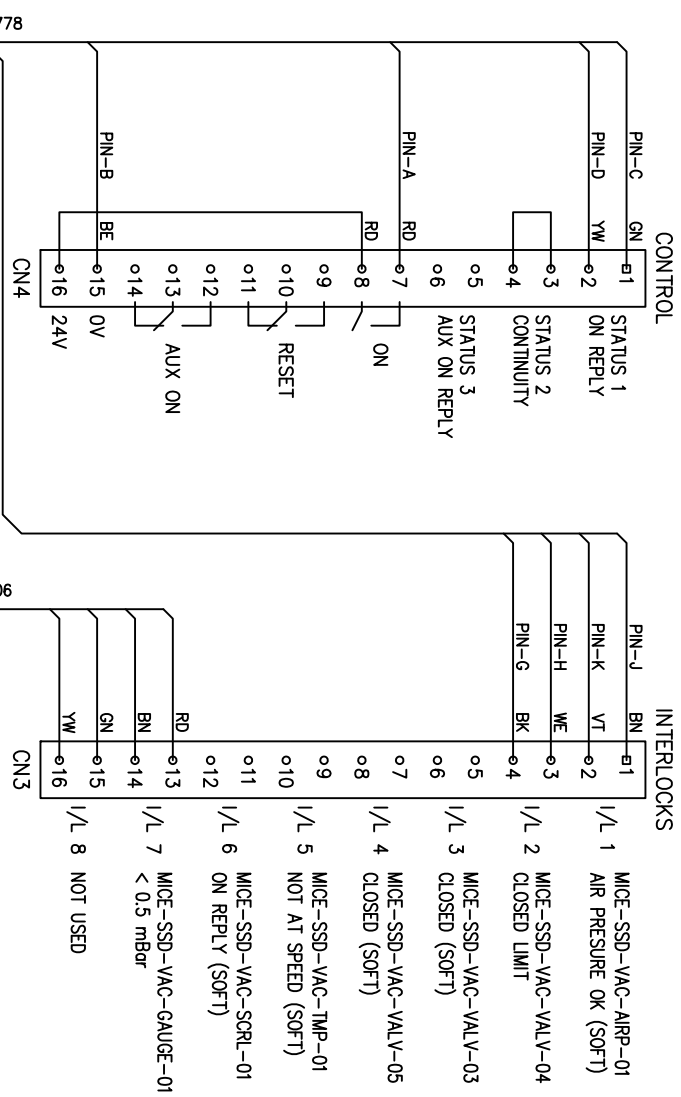 778
CONTROL
PIN-C GN 1 STATUS 1
PIN-D YW 2 ON REPLY
3 STATUS 2
4 CONTINUITY
5 STATUS 3
6 AUX ON REPLY
PIN-A RD 7
RD 8 ON
9
10 RESET
11
12
13 AUX ON
14
PIN-B BE 15 0V
16 24V
CN4
06
INTERLOCKS
PIN-J BN 1 I/L 1 MICE-SSD-VAC-AIRP-01
PIN-K VT 2 AIR PRESURE OK (SOFT)
PIN-H WE 3 I/L 2 MICE-SSD-VAC-VALV-04
PIN-G BK 4 CLOSED LIMIT
5 I/L 3 MICE-SSD-VAC-VALV-03
6 CLOSED (SOFT)
7 I/L 4 MICE-SSD-VAC-VALV-05
8 CLOSED (SOFT)
9 I/L 5 MICE-SSD-VAC-TMP-01
10 NOT AT SPEED (SOFT)
11 I/L 6 MICE-SSD-VAC-SCRL-01
12 ON REPLY (SOFT)
RD 13 I/L 7 MICE-SSD-VAC-GAUGE-01
BN 14 < 0.5 mBar
GN 15 I/L 8 NOT USED
YW 16
CN3